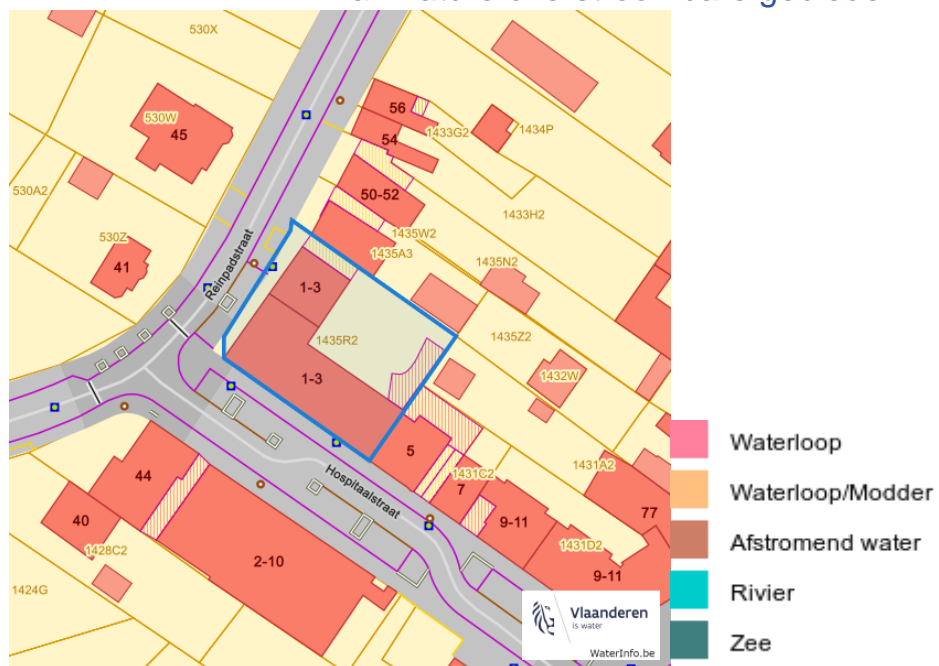 530X
56
530W
45
54
1433G2
1434P
530A2
50-52
1433H2
530Z
41
Reinpadstraat
1435W2
1435A3
1435N2
1-3
1435R2
1435Z2
1-3
1432W
5
44
Hospitaalstraat
1431C2
7
1431A2
77
40
9-11
1428C2
1431D2
2-10
9-11
1424G
Vlaanderen
is water
WaterInfo.be
Waterloop
Waterloop/Modder
Afstromend water
Rivier
Zee